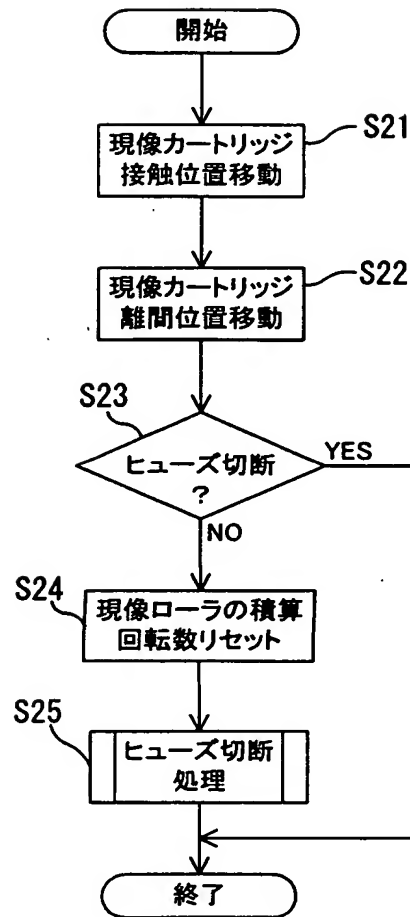 開始
S21
現像カートリッジ
接触位置移動
S22
現像カートリッジ
離間位置移動
S23
ヒューズ切断
?
YES
NO
S24
現像ローラの積算
回転数リセット
S25
ヒューズ切断
処理
終了